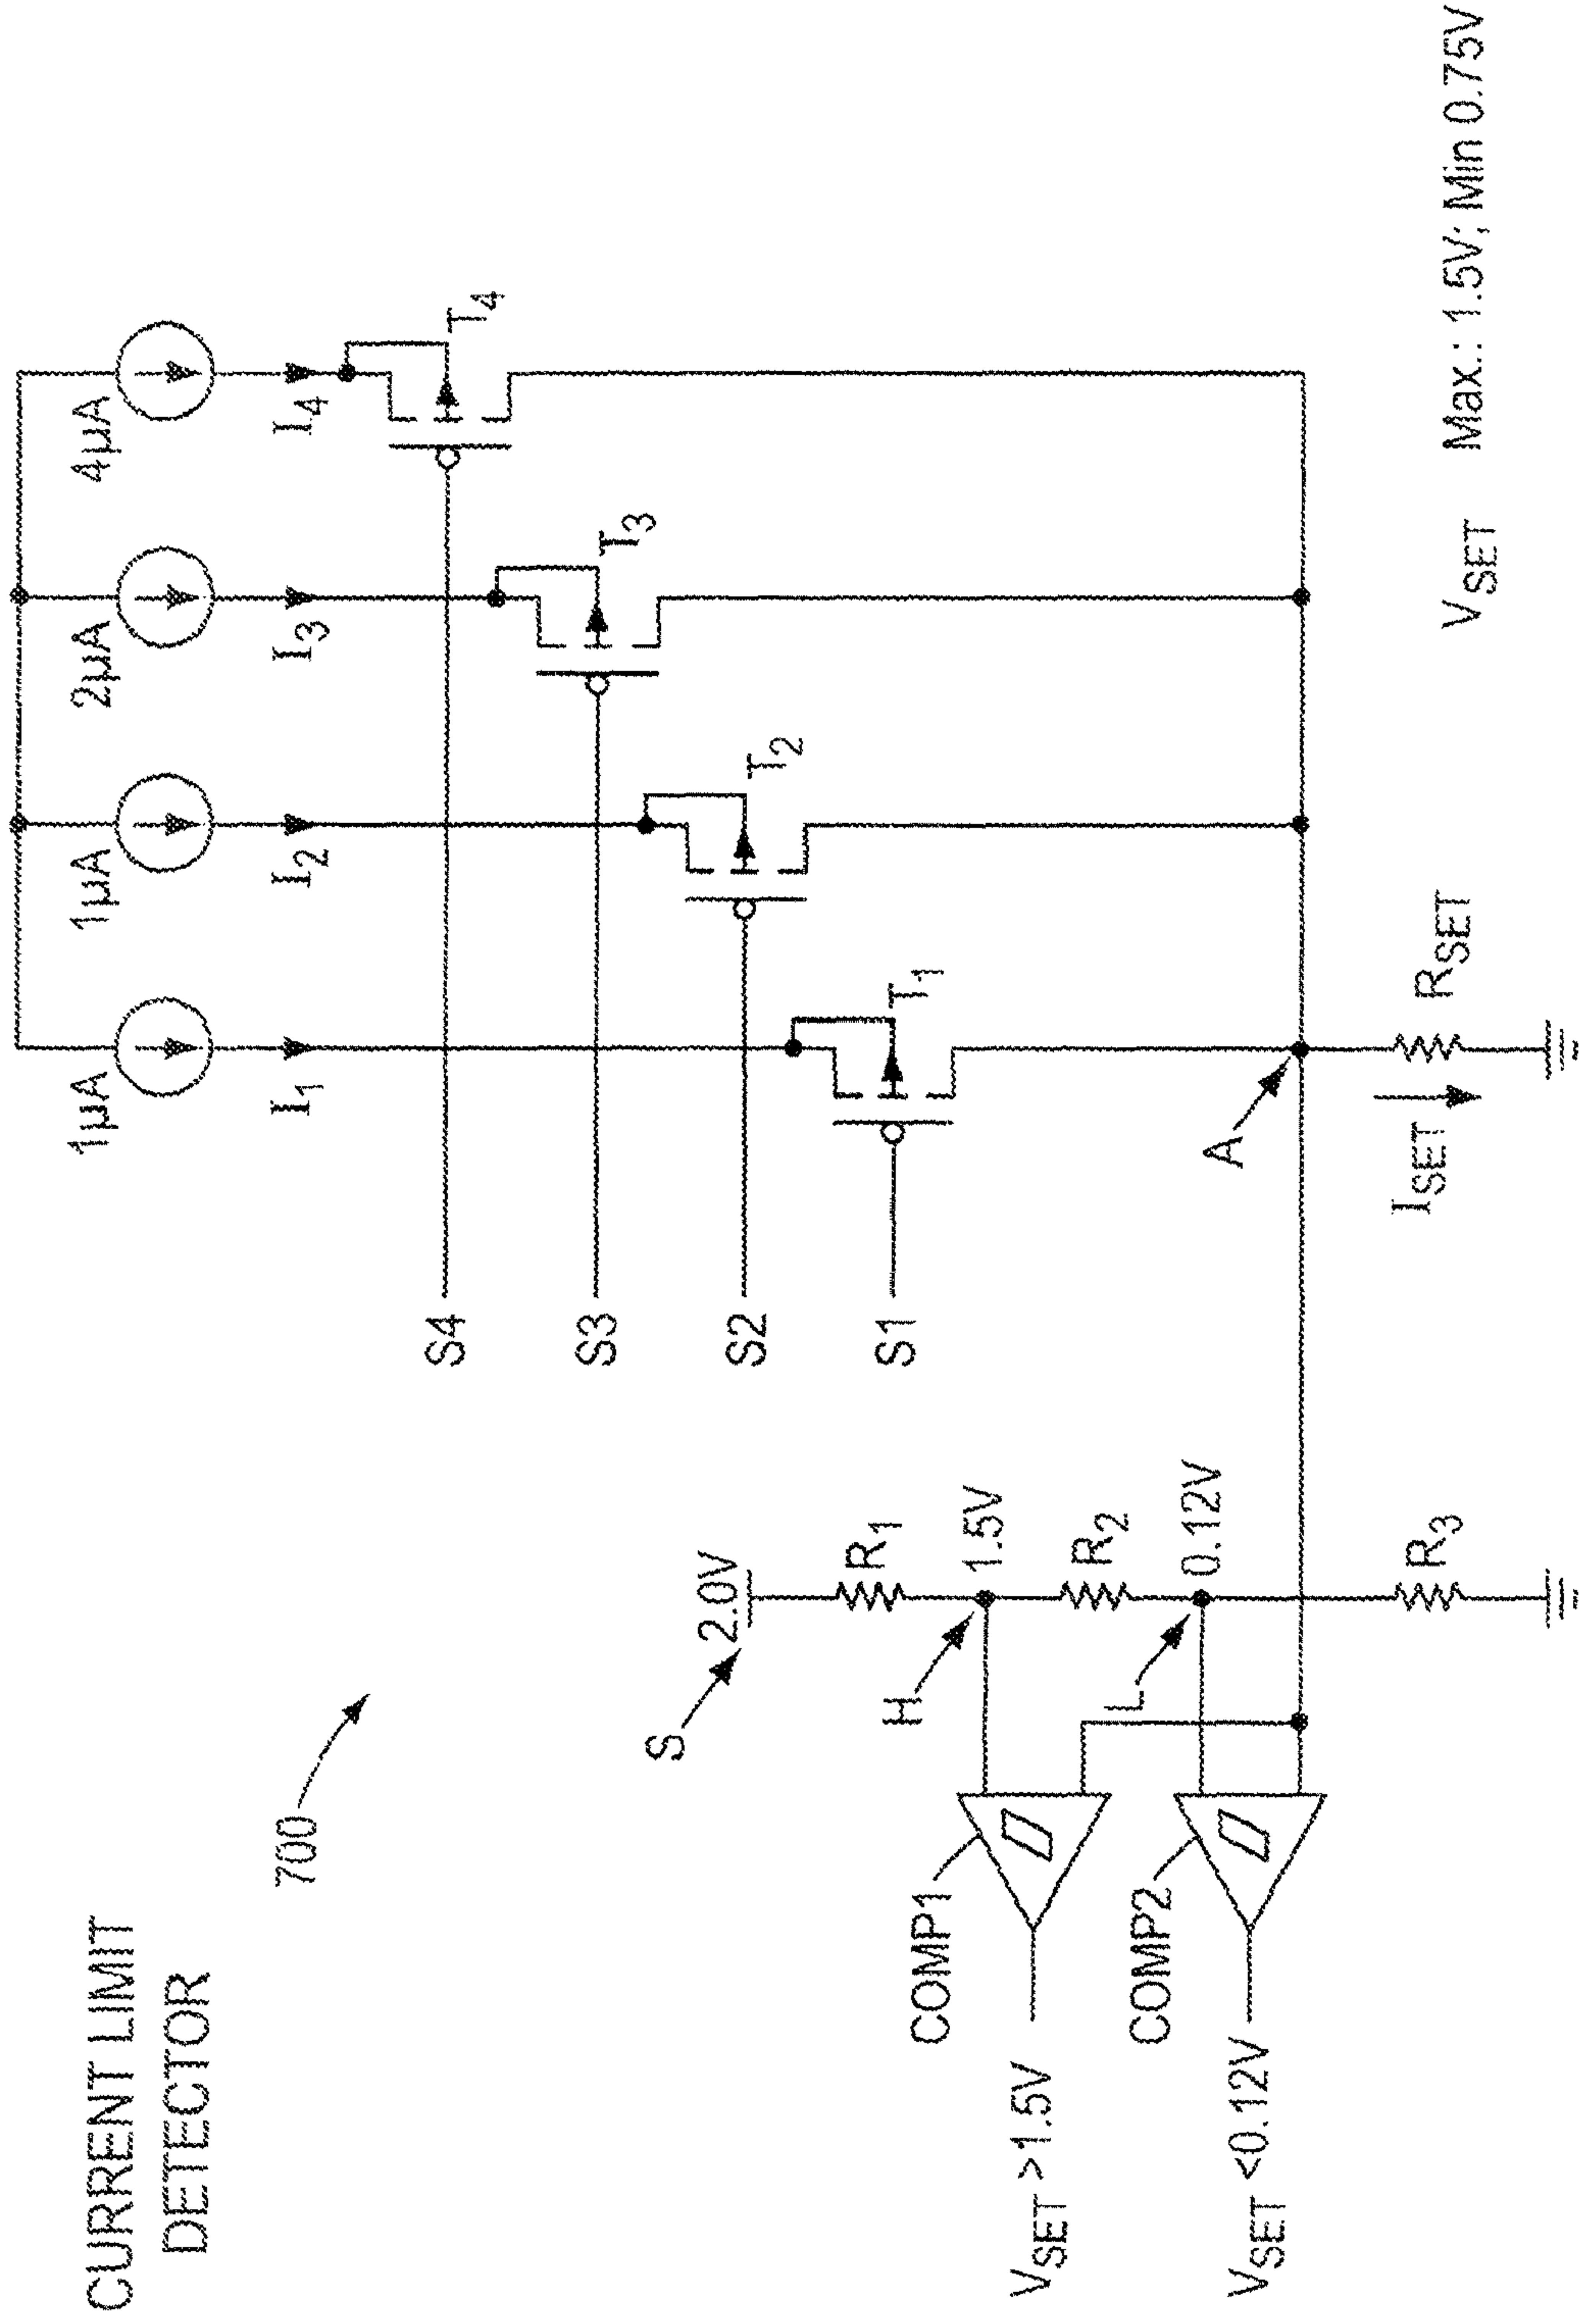 CURRENT LIMIT
DETECTOR
700
1µA
1µA
2µA
4µA
I1
I2
I3
I4
S4
S3
S2
S1
T4
T3
T2
T1
S
2.0V
R1
H
1.5V
COMP1
VSET >1.5V
R2
L
0.12V
COMP2
VSET <0.12V
R3
A
ISET
RSET
VSET Max.: 1.5V; Min 0.75V